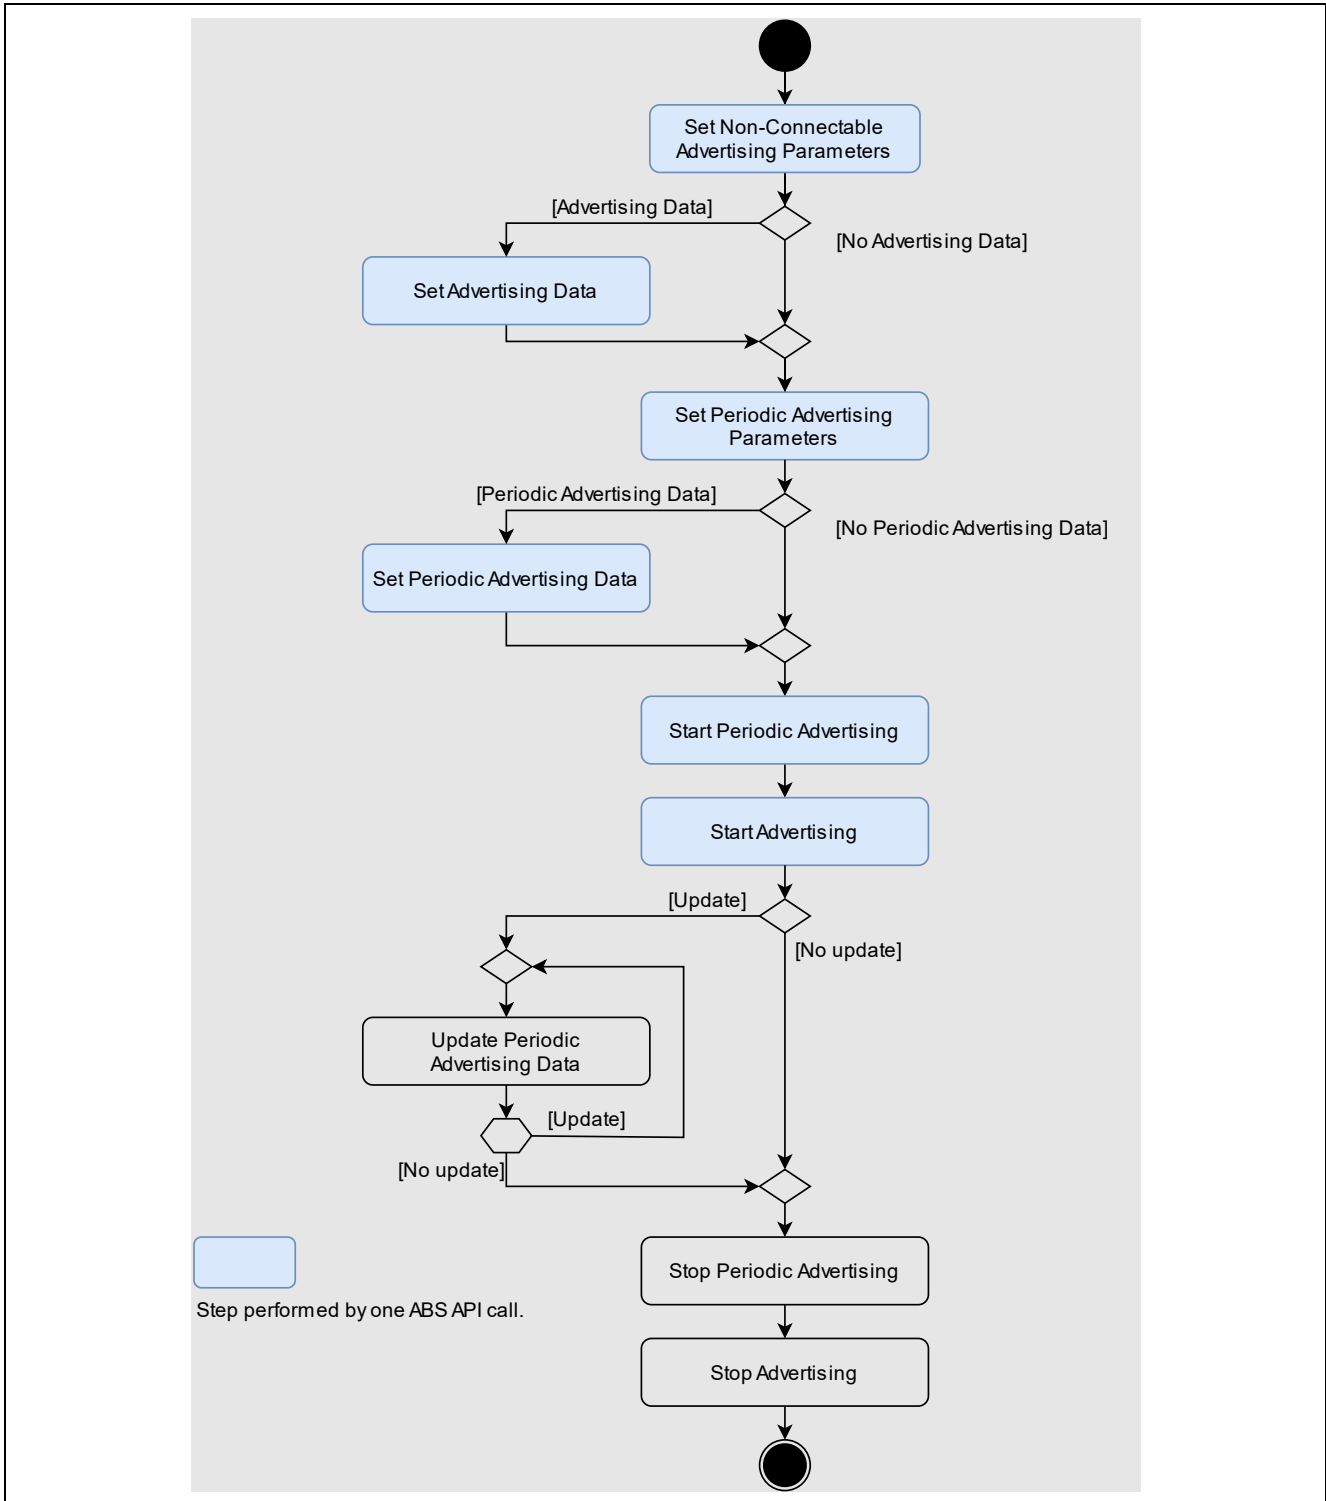 Set Non-Connectable
Advertising Parameters
[Advertising Data]
[No Advertising Data]
Set Advertising Data
Set Periodic Advertising
Parameters
[Periodic Advertising Data]
[No Periodic Advertising Data]
Set Periodic Advertising Data
Start Periodic Advertising
Start Advertising
[Update]
[No update]
Update Periodic
Advertising Data
[Update]
[No update]
Stop Periodic Advertising
Step performed by one ABS API call.
Stop Advertising